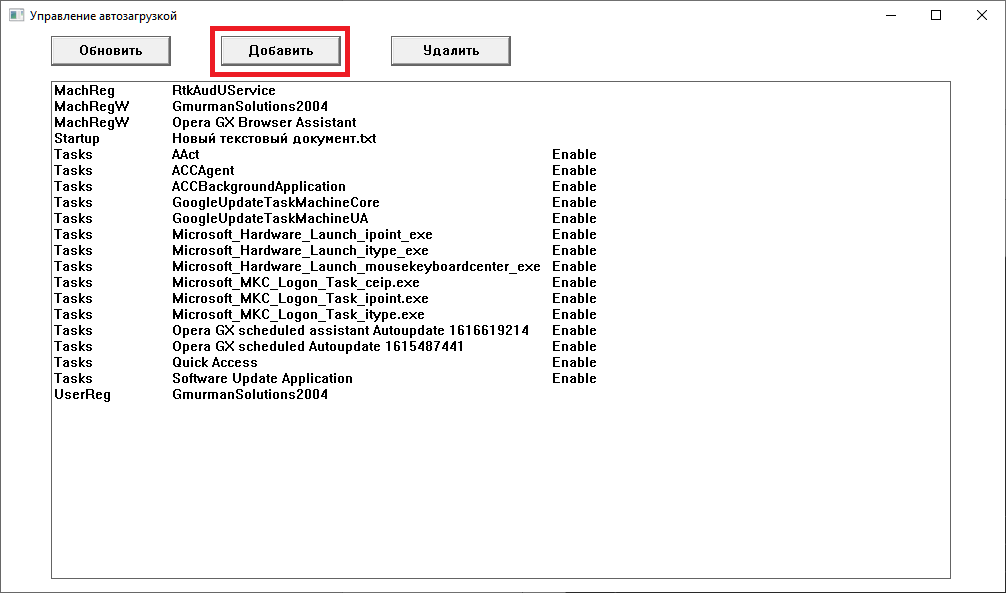 Управление автозагрузкой
Обновить Добавить Удалить
MachReg RtkAudUService
MachRegW GmurmanSolutions2004
MachRegW Opera GX Browser Assistant
Startup Новый текстовый документ.txt
Tasks AAct Enable
Tasks ACCAgent Enable
Tasks ACCBackgroundApplication Enable
Tasks GoogleUpdateTaskMachineCore Enable
Tasks GoogleUpdateTaskMachineUA Enable
Tasks Microsoft_Hardware_Launch_ipoint_exe Enable
Tasks Microsoft_Hardware_Launch_itype_exe Enable
Tasks Microsoft_Hardware_Launch_mousekeyboardcenter_exe Enable
Tasks Microsoft_MKC_Logon_Task_ceip.exe Enable
Tasks Microsoft_MKC_Logon_Task_ipoint.exe Enable
Tasks Microsoft_MKC_Logon_Task_itype.exe Enable
Tasks Opera GX scheduled assistant Autoupdate 1616619214 Enable
Tasks Opera GX scheduled Autoupdate 1615487441 Enable
Tasks Quick Access Enable
Tasks Software Update Application Enable
UserReg GmurmanSolutions2004